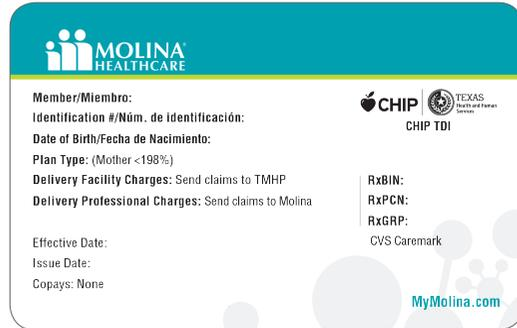 MOLINA®
HEALTHCARE
Member/Miembro:
Identification #/Núm. de identificación:
Date of Birth/Fecha de Nacimiento:
Plan Type: (Mother <198%)
Delivery Facility Charges: Send claims to TMHP
Delivery Professional Charges: Send claims to Molina
Effective Date:
Issue Date:
Copays: None
CHIP
TEXAS
Health and Human
Services
CHIP TDI
RxBIN:
RxPCN:
RxGRP:
CVS Caremark
MyMolina.com